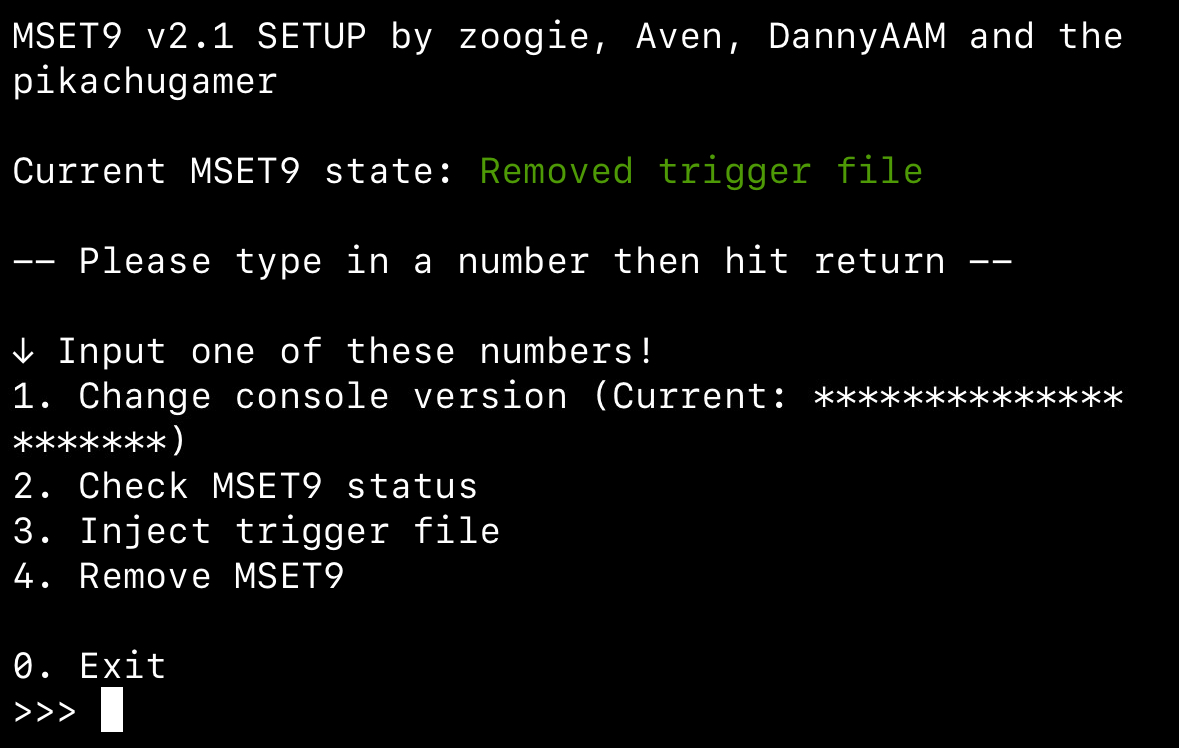 MSET9 v2.1 SETUP by zoogie, Aven, DannyAAM and the
pikachugamer
Current MSET9 state: Removed trigger file
—— Please type in a number then hit return ——
↓ Input one of these numbers!
1. Change console version (Current: **************
*******)
2. Check MSET9 status
3. Inject trigger file
4. Remove MSET9
0. Exit
>>>